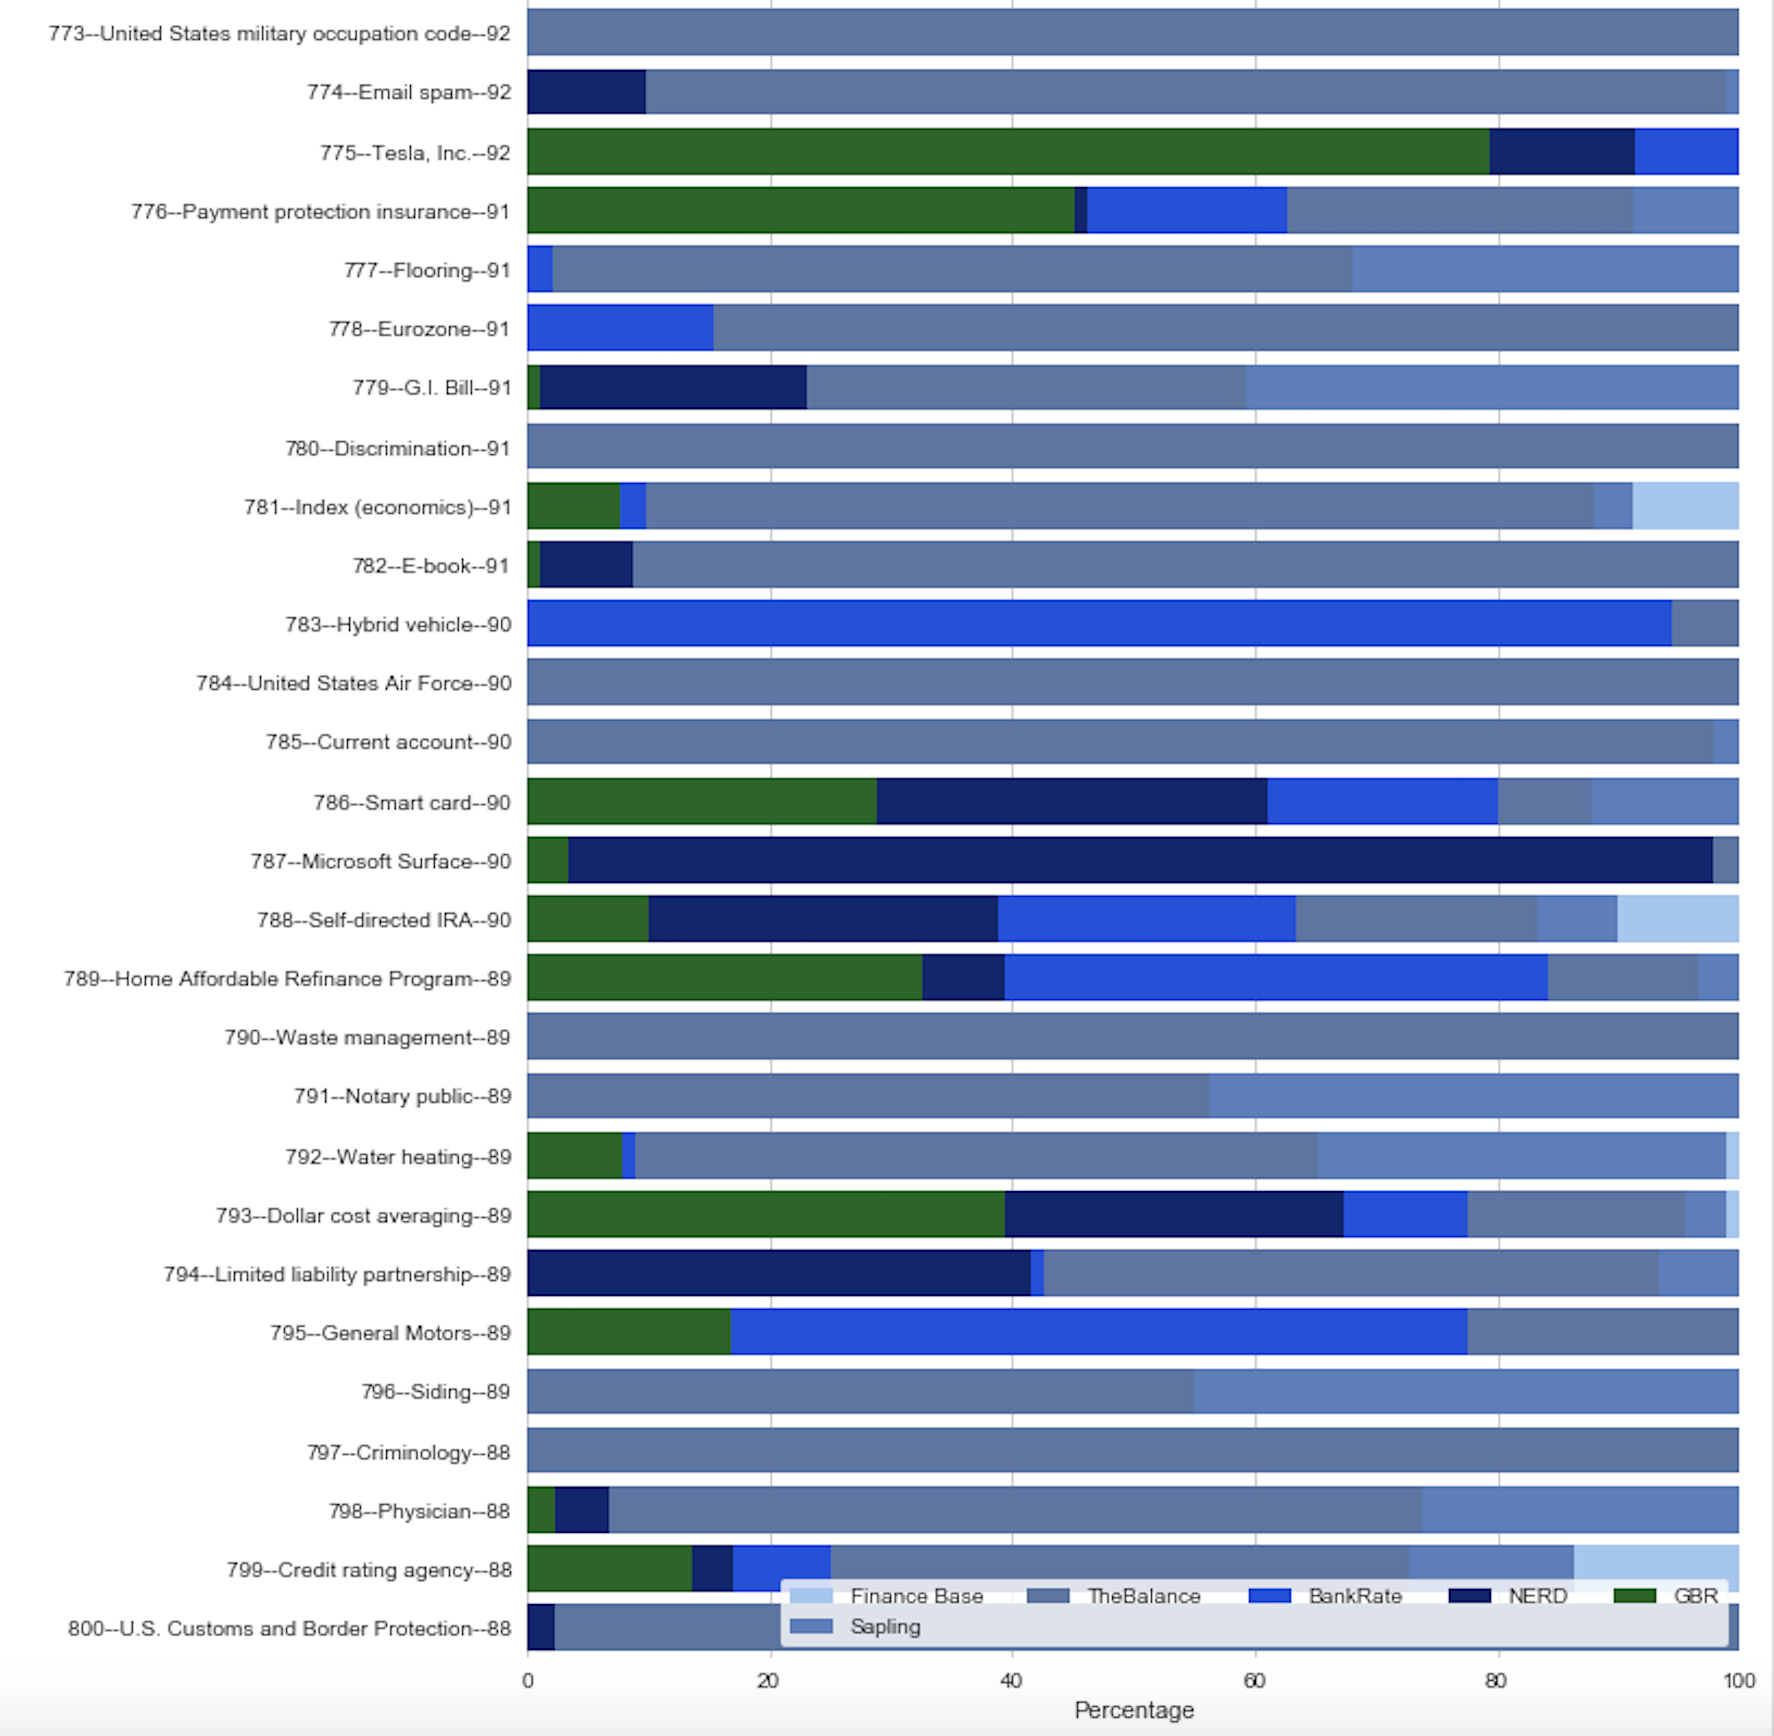 773--United States military occupation code--92
774--Email spam--92
775--Tesla, Inc.--92
776--Payment protection insurance--91
777--Flooring--91
778--Eurozone--91
779--G.I. Bill--91
780--Discrimination--91
781--Index (economics)--91
782--E-book--91
783--Hybrid vehicle--90
784--United States Air Force--90
785--Current account--90
786--Smart card--90
787--Microsoft Surface--90
788--Self-directed IRA--90
789--Home Affordable Refinance Program--89
790--Waste management--89
791--Notary public--89
792--Water heating--89
793--Dollar cost averaging--89
794--Limited liability partnership--89
795--General Motors--89
796--Siding--89
797--Criminology--88
798--Physician--88
799--Credit rating agency--88
Finance Base TheBalance BankRate NERD GBR
Sapling
800--U.S. Customs and Border Protection--88
0 20 40 60 80 100
Percentage